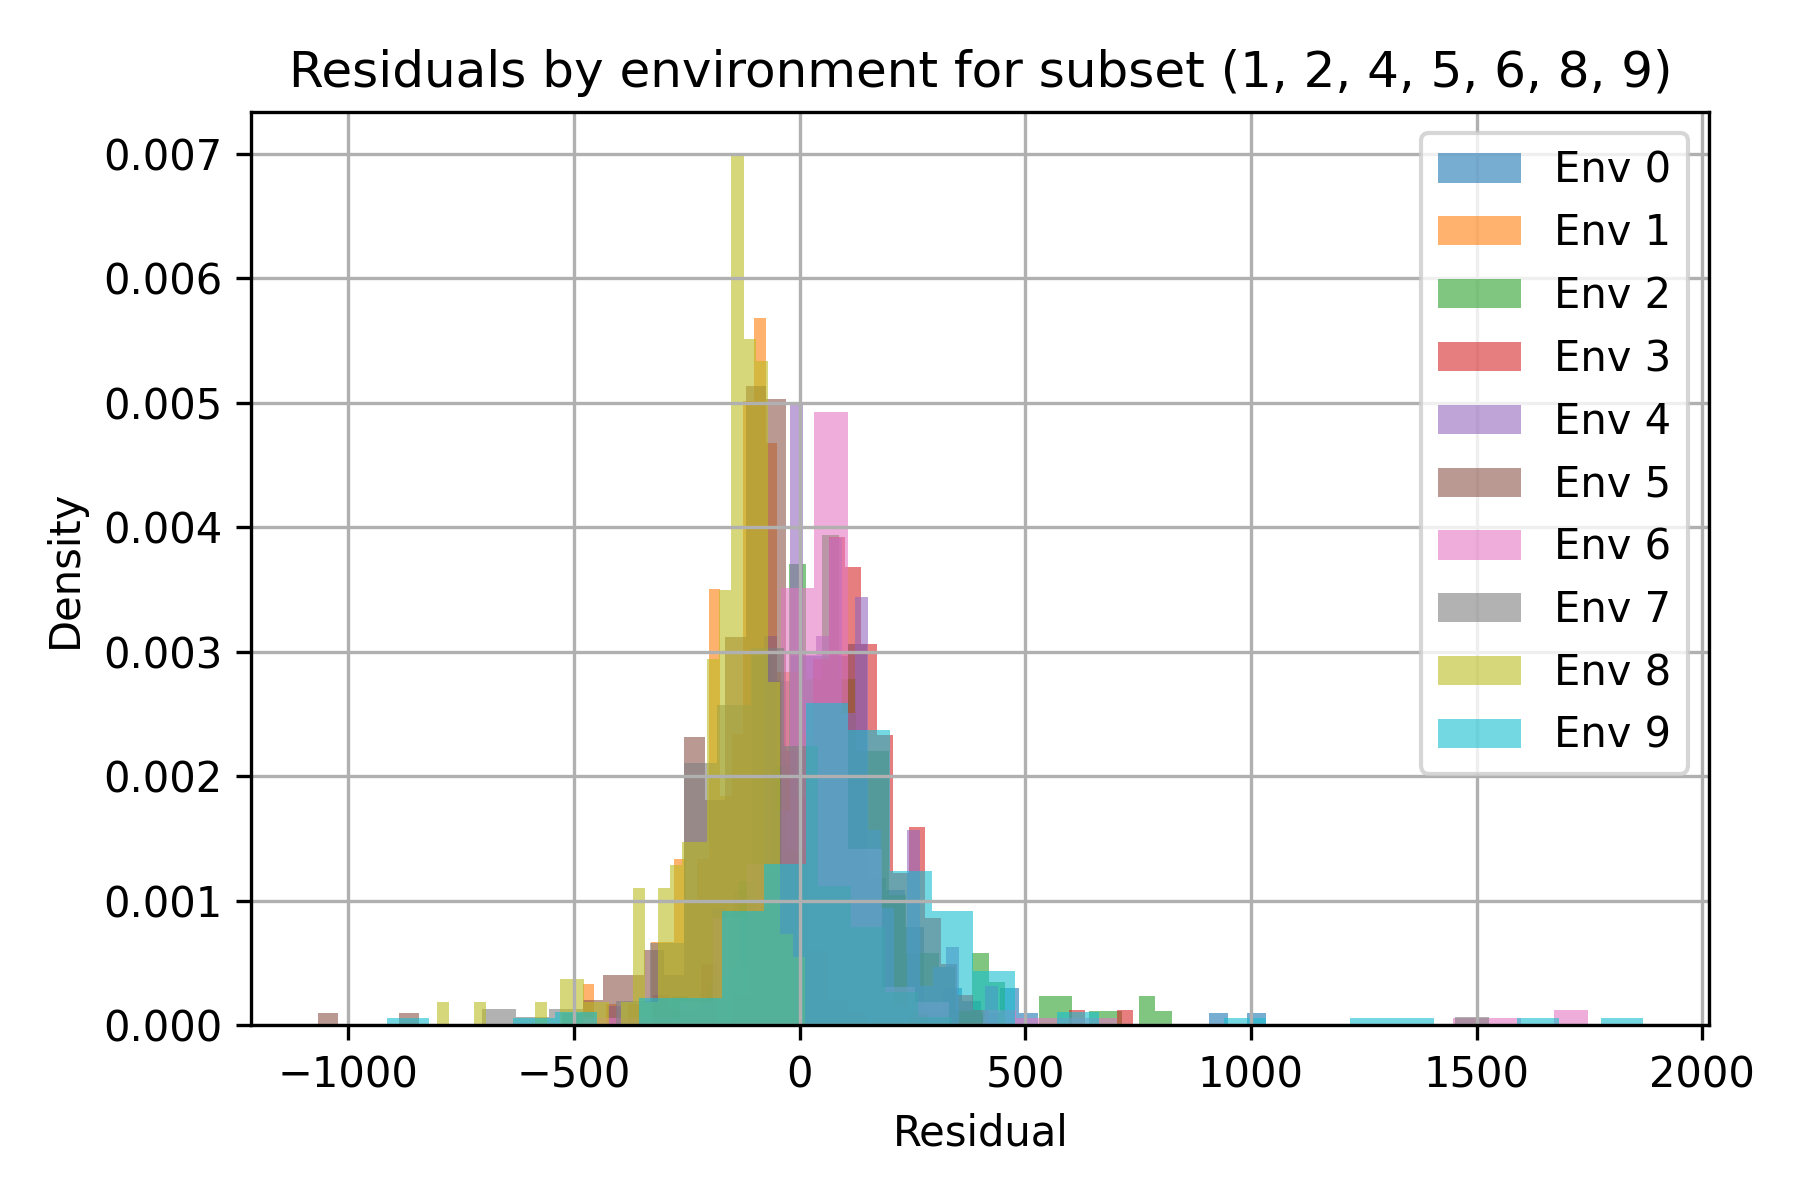 Residuals by environment for subset (1, 2, 4, 5, 6, 8, 9)
0.007
0.006
0.005
0.004
0.003
0.002
0.001
0.000
Density
Env 0
Env 1
Env 2
Env 3
Env 4
Env 5
Env 6
Env 7
Env 8
Env 9
−1000
−500
0
500
1000
1500
2000
Residual